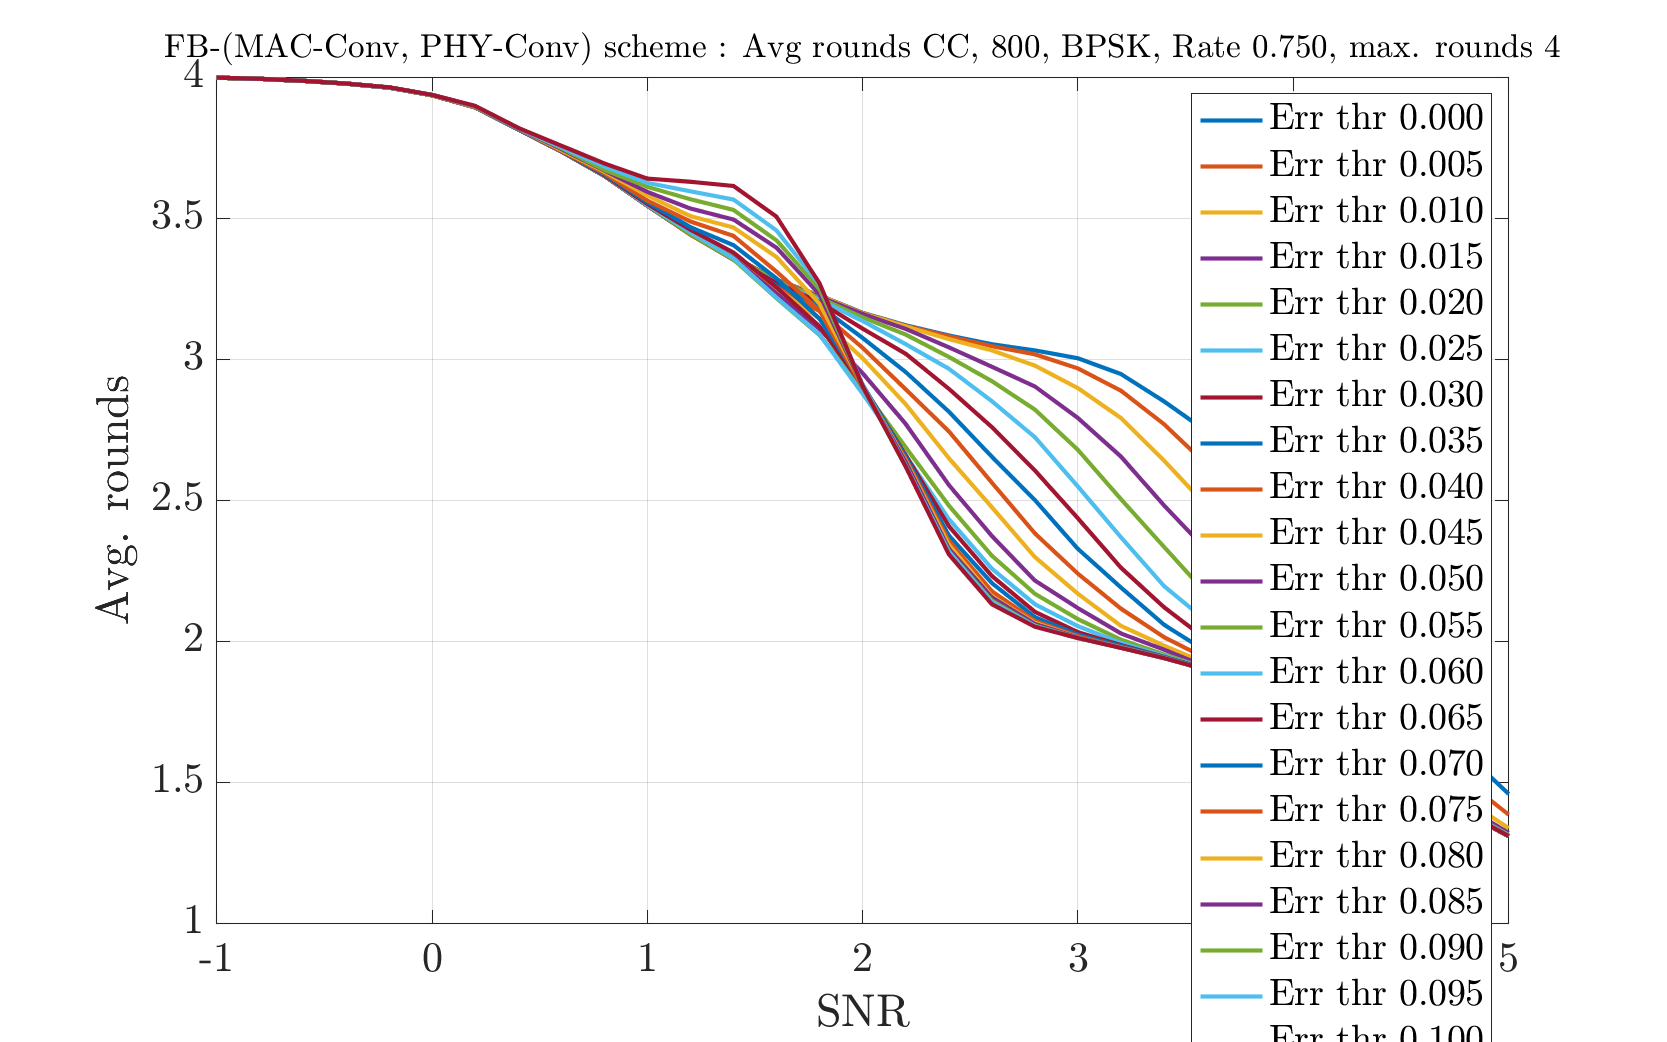 FB-(MAC-Conv, PHY-Conv) scheme : Avg rounds CC, 800, BPSK, Rate 0.750, max. rounds 4
4
3.5
3
2.5
2
1.5
1
Avg. rounds
-1
0
1
2
3
5
SNR
Err thr 0.000
Err thr 0.005
Err thr 0.010
Err thr 0.015
Err thr 0.020
Err thr 0.025
Err thr 0.030
Err thr 0.035
Err thr 0.040
Err thr 0.045
Err thr 0.050
Err thr 0.055
Err thr 0.060
Err thr 0.065
Err thr 0.070
Err thr 0.075
Err thr 0.080
Err thr 0.085
Err thr 0.090
Err thr 0.095
Err thr 0.100